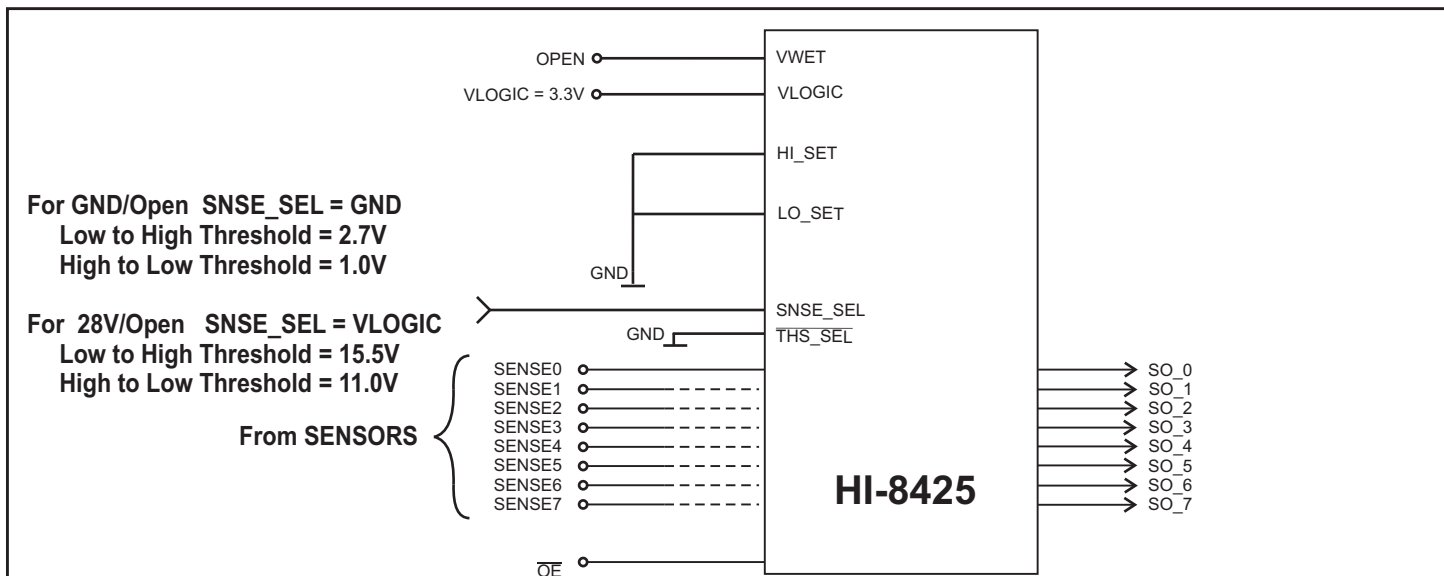 OPEN
VWET
VLOGIC = 3.3V
VLOGIC
HI_SET
LO_SET
GND
For GND/Open SNSE_SEL = GND
Low to High Threshold = 2.7V
High to Low Threshold = 1.0V
For 28V/Open SNSE_SEL = VLOGIC
Low to High Threshold = 15.5V
High to Low Threshold = 11.0V
SNSE_SEL
GND
THS_SEL
From SENSORS
SENSE0
SENSE1
SENSE2
SENSE3
SENSE4
SENSE5
SENSE6
SENSE7
OE
HI-8425
SO_0
SO_1
SO_2
SO_3
SO_4
SO_5
SO_6
SO_7